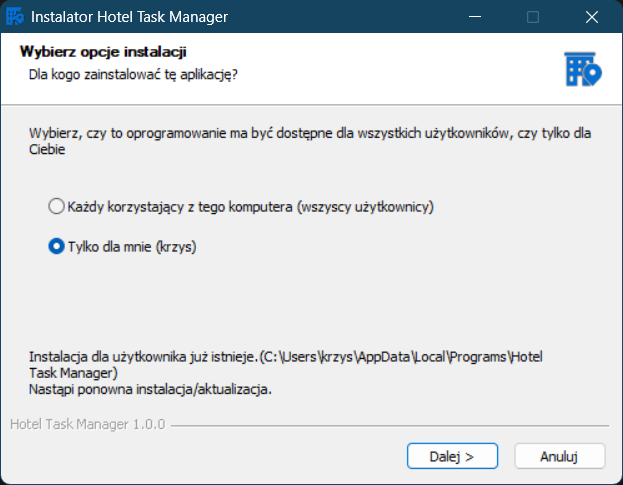 Instalator Hotel Task Manager
Wybierz opcje instalacji
Dla kogo zainstalować tę aplikację?
Wybierz, czy to oprogramowanie ma być dostępne dla wszystkich użytkowników, czy tylko dla
Ciebie
Każdy korzystający z tego komputera (wszyscy użytkownicy)
Tylko dla mnie (krzys)
Instalacja dla użytkownika już istnieje.(C:\Users\krzys\AppData\Local\Programs\Hotel
Task Manager)
Nastąpi ponowna instalacja/aktualizacja.
Hotel Task Manager 1.0.0
Dalej >
Anuluj